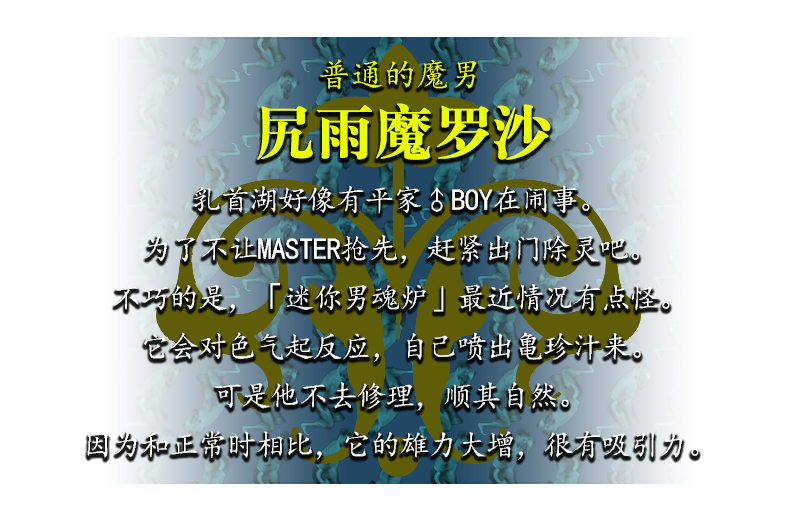 普通的魔男
尻雨魔罗沙
乳首湖好像有平家♂BOY在闹事。
为了不让MASTER抢先，赶紧出门除灵吧。
不巧的是，「迷你男魂炉」最近情况有点怪。
它会对色气起反应，自己喷出亀珍汁来。
可是他不去修理，顺其自然。
因为和正常时相比，它的雄力大增，很有吸引力。